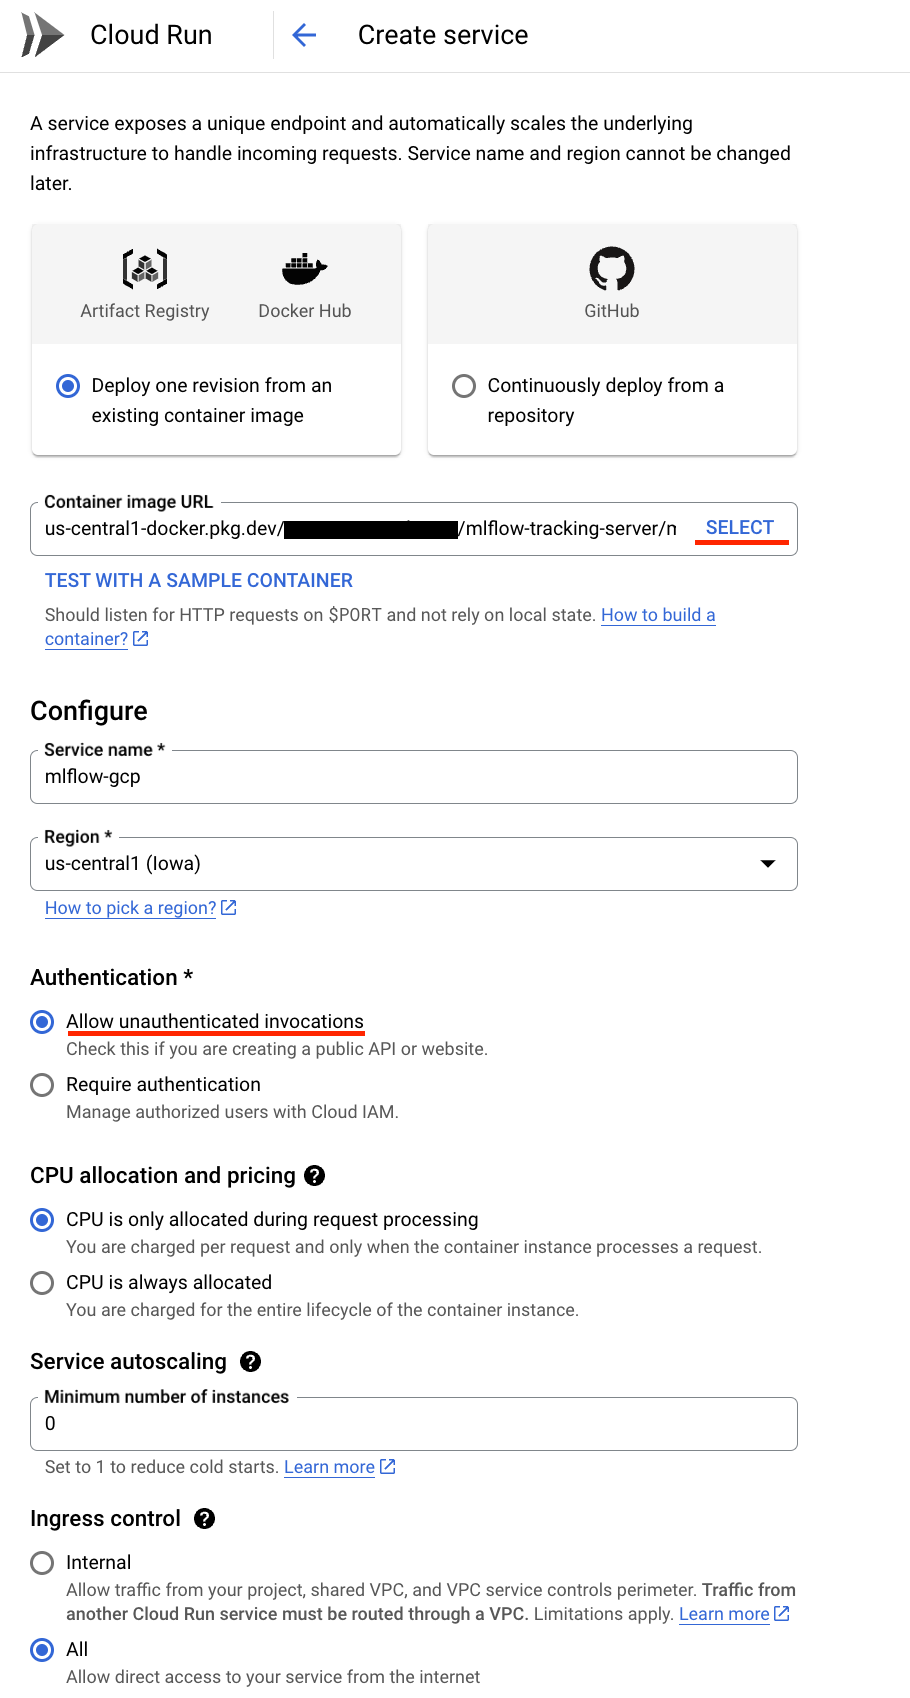 Cloud Run
Create service
A service exposes a unique endpoint and automatically scales the underlying
infrastructure to handle incoming requests. Service name and region cannot be changed
later.
Artifact Registry
Docker Hub
GitHub
Deploy one revision from an
existing container image
Continuously deploy from a
repository
Container image URL
us-central1-docker.pkg.dev/ /mlflow-tracking-server/m
SELECT
TEST WITH A SAMPLE CONTAINER
Should listen for HTTP requests on $PORT and not rely on local state. How to build a
container?
Configure
Service name *
mlflow-gcp
Region *
us-central1 (Iowa)
How to pick a region?
Authentication *
Allow unauthenticated invocations
Check this if you are creating a public API or website.
Require authentication
Manage authorized users with Cloud IAM.
CPU allocation and pricing
CPU is only allocated during request processing
You are charged per request and only when the container instance processes a request.
CPU is always allocated
You are charged for the entire lifecycle of the container instance.
Service autoscaling
Minimum number of instances
0
Set to 1 to reduce cold starts. Learn more
Ingress control
Internal
Allow traffic from your project, shared VPC, and VPC service controls perimeter. Traffic from
another Cloud Run service must be routed through a VPC. Limitations apply. Learn more
All
Allow direct access to your service from the internet